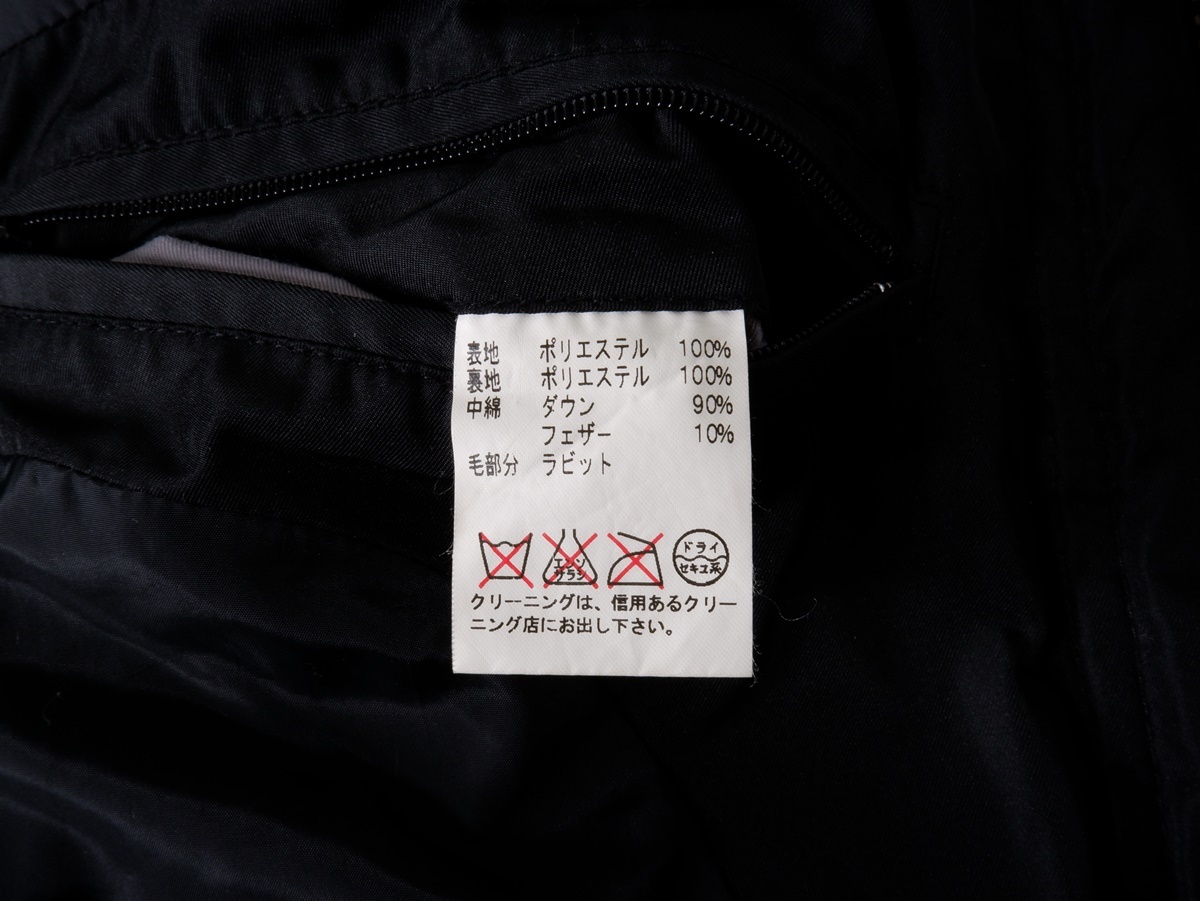 表地 ポリエステル 100%
裏地 ポリエステル 100%
中綿 ダウン 90%
フェザー 10%
毛部分 ラビット
エンソ
サラシ
ドライ
セキユ系
クリーニングは、信用あるクリー
ニング店にお出し下さい。